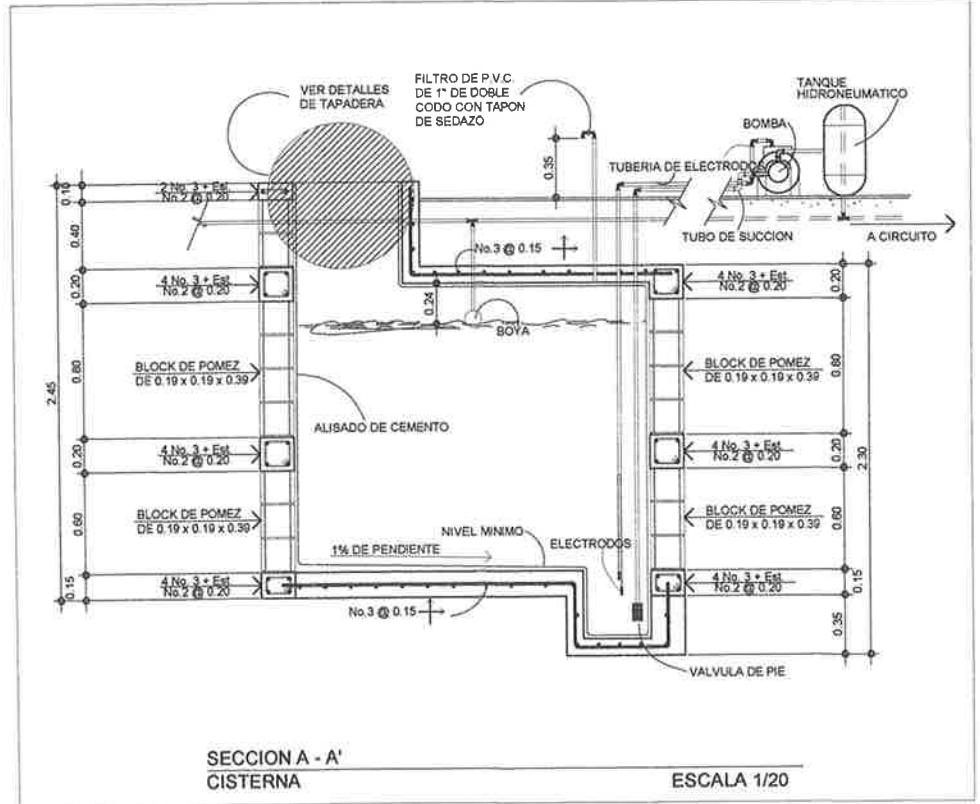 VER DETALLES
DE TAPADERA
FILTRO DE P.V.C.
DE 1" DE DOBLE
CODO CON TAPON
DE SEDAZO
TANQUE
HIDRONEUMATICO
BOMBA
TUBERIA DE ELECTRODOS
0.35
TUBO DE SUCCION
A CIRCUITO
0.10
2 No. 3 + Est
No.2 @ 0.20
0.40
No.3 @ 0.15
0.20
4 No. 3 + Est
No.2 @ 0.20
0.24
BOYA
4 No. 3 + Est
No.2 @ 0.20
0.20
2.45
0.80
BLOCK DE POMEZ
DE 0.19 x 0.19 x 0.39
ALISADO DE CEMENTO
BLOCK DE POMEZ
DE 0.19 x 0.19 x 0.39
0.80
0.20
4 No. 3 + Est
No.2 @ 0.20
4 No. 3 + Est
No.2 @ 0.20
0.20
2.30
0.60
BLOCK DE POMEZ
DE 0.19 x 0.19 x 0.39
NIVEL MINIMO
1% DE PENDIENTE
ELECTRODOS
BLOCK DE POMEZ
DE 0.19 x 0.19 x 0.39
0.60
0.15
4 No. 3 + Est
No.2 @ 0.20
No.3 @ 0.15
4 No. 3 + Est
No.2 @ 0.20
0.15
0.35
VALVULA DE PIE
SECCION A - A'
CISTERNA
ESCALA 1/20